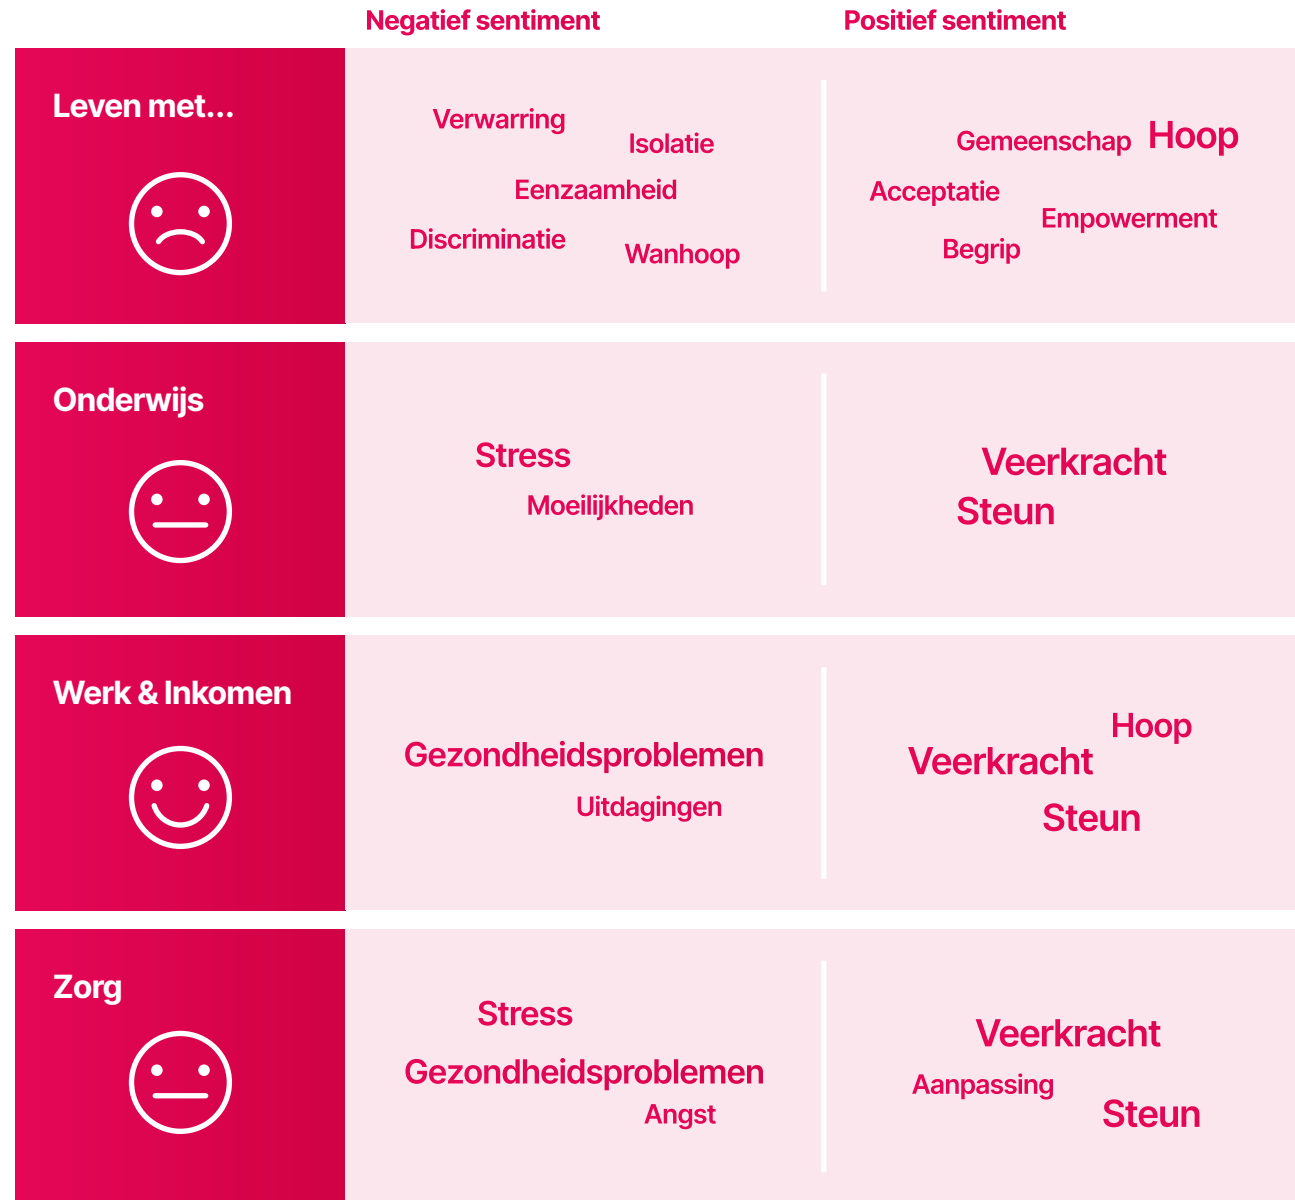 Negatief sentiment
Positief sentiment
Leven met...
Verwarring
Isolatie
Eenzaamheid
Discriminatie
Wanhoop
Gemeenschap
Hoop
Acceptatie
Empowerment
Begrip
Onderwijs
Stress
Moeilijkheden
Veerkracht
Steun
Werk & Inkomen
Gezondheidsproblemen
Uitdagingen
Hoop
Veerkracht
Steun
Zorg
Stress
Gezondheidsproblemen
Angst
Veerkracht
Aanpassing
Steun